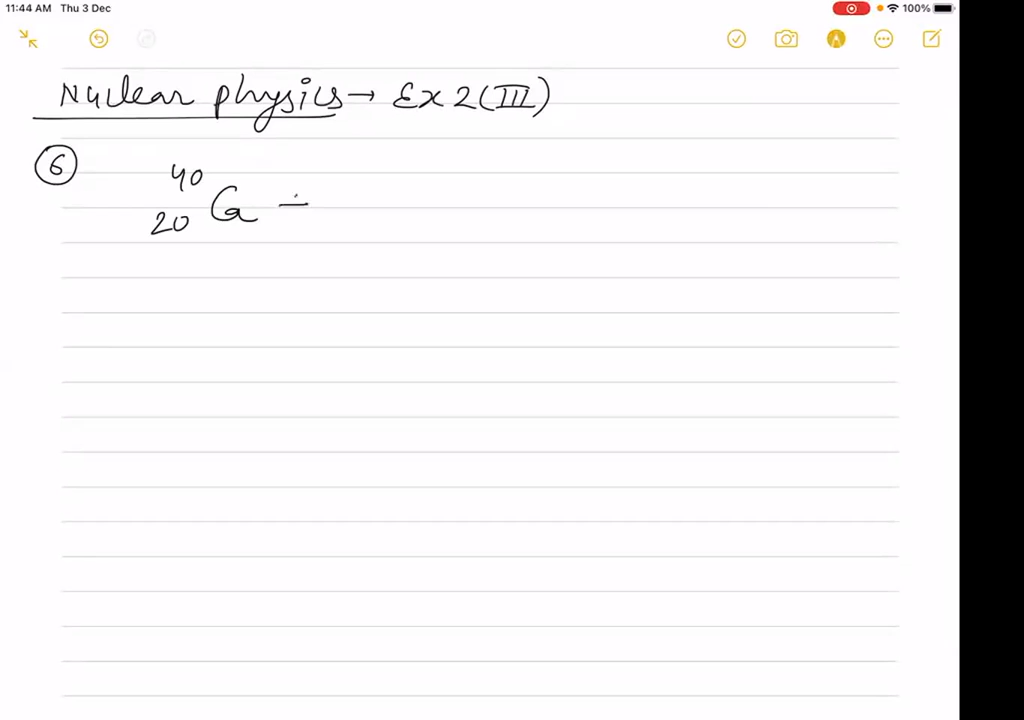 11:44 AM Thu 3 Dec 100%
Nuclear physics → Ex 2 (III)
6
40
20 Ca ÷